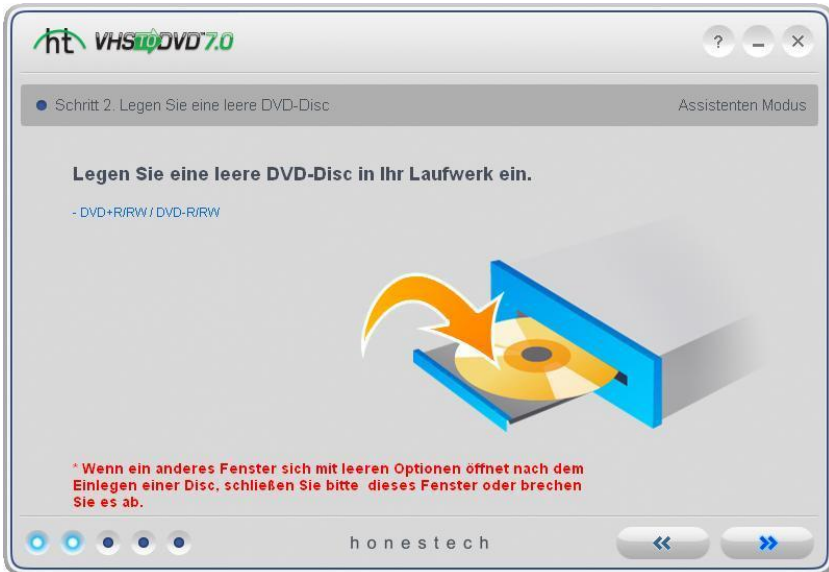 ht VHSTODVD 7.0
? – ×
Schritt 2. Legen Sie eine leere DVD-Disc Assistenten Modus
Legen Sie eine leere DVD-Disc in Ihr Laufwerk ein.
- DVD+R/RW / DVD-R/RW
* Wenn ein anderes Fenster sich mit leeren Optionen öffnet nach dem
Einlegen einer Disc, schließen Sie bitte dieses Fenster oder brechen
Sie es ab.
honestech